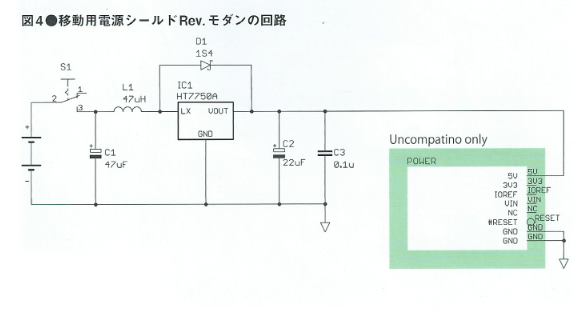 図4●移動用電源シールドRev.モダンの回路
S1
2
1
3
L1
47uH
D1
1S4
IC1
HT7750A
LX
VOUT
GND
+
-
C1
47uF
C2
22uF
C3
0.1u
Uncompatino only
POWER
5V
3V3
IOREF
VIN
NC
#RESET
GND
GND
5V
3V3
IOREF
VIN
NC
RESET
GND
GND